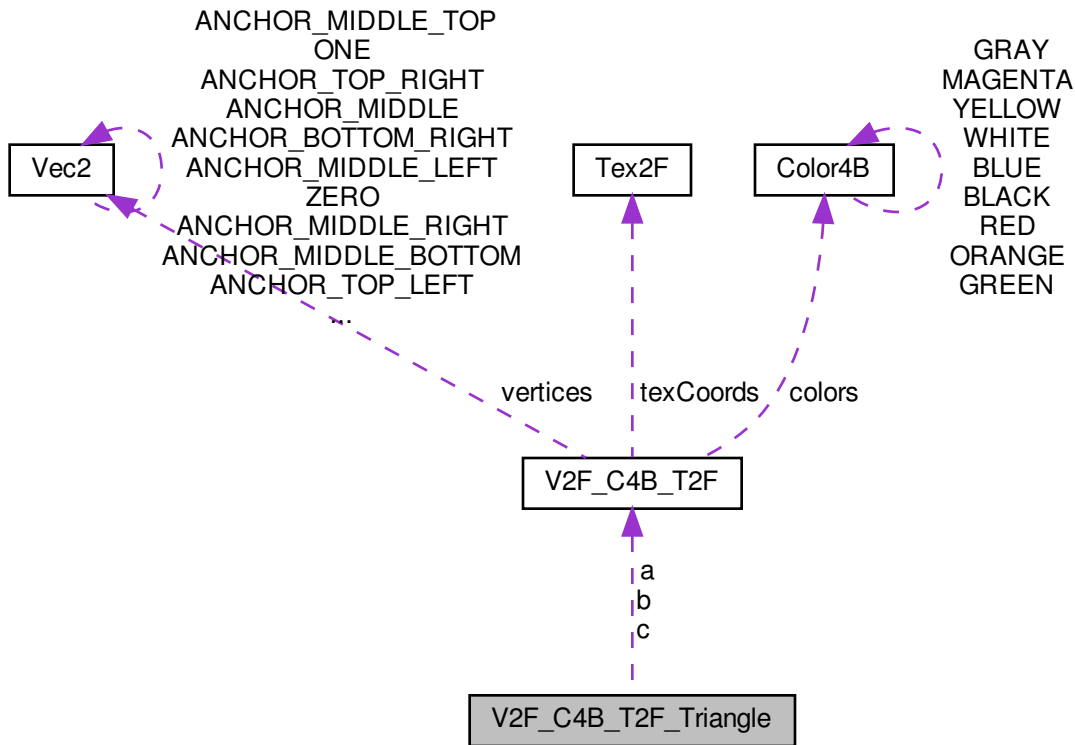 ANCHOR_MIDDLE_TOP
ONE
ANCHOR_TOP_RIGHT
ANCHOR_MIDDLE
ANCHOR_BOTTOM_RIGHT
ANCHOR_MIDDLE_LEFT
ZERO
ANCHOR_MIDDLE_RIGHT
ANCHOR_MIDDLE_BOTTOM
ANCHOR_TOP_LEFT
...
GRAY
MAGENTA
YELLOW
WHITE
BLUE
BLACK
RED
ORANGE
GREEN
Vec2
Tex2F
Color4B
vertices
texCoords
colors
V2F_C4B_T2F
a
b
c
V2F_C4B_T2F_Triangle